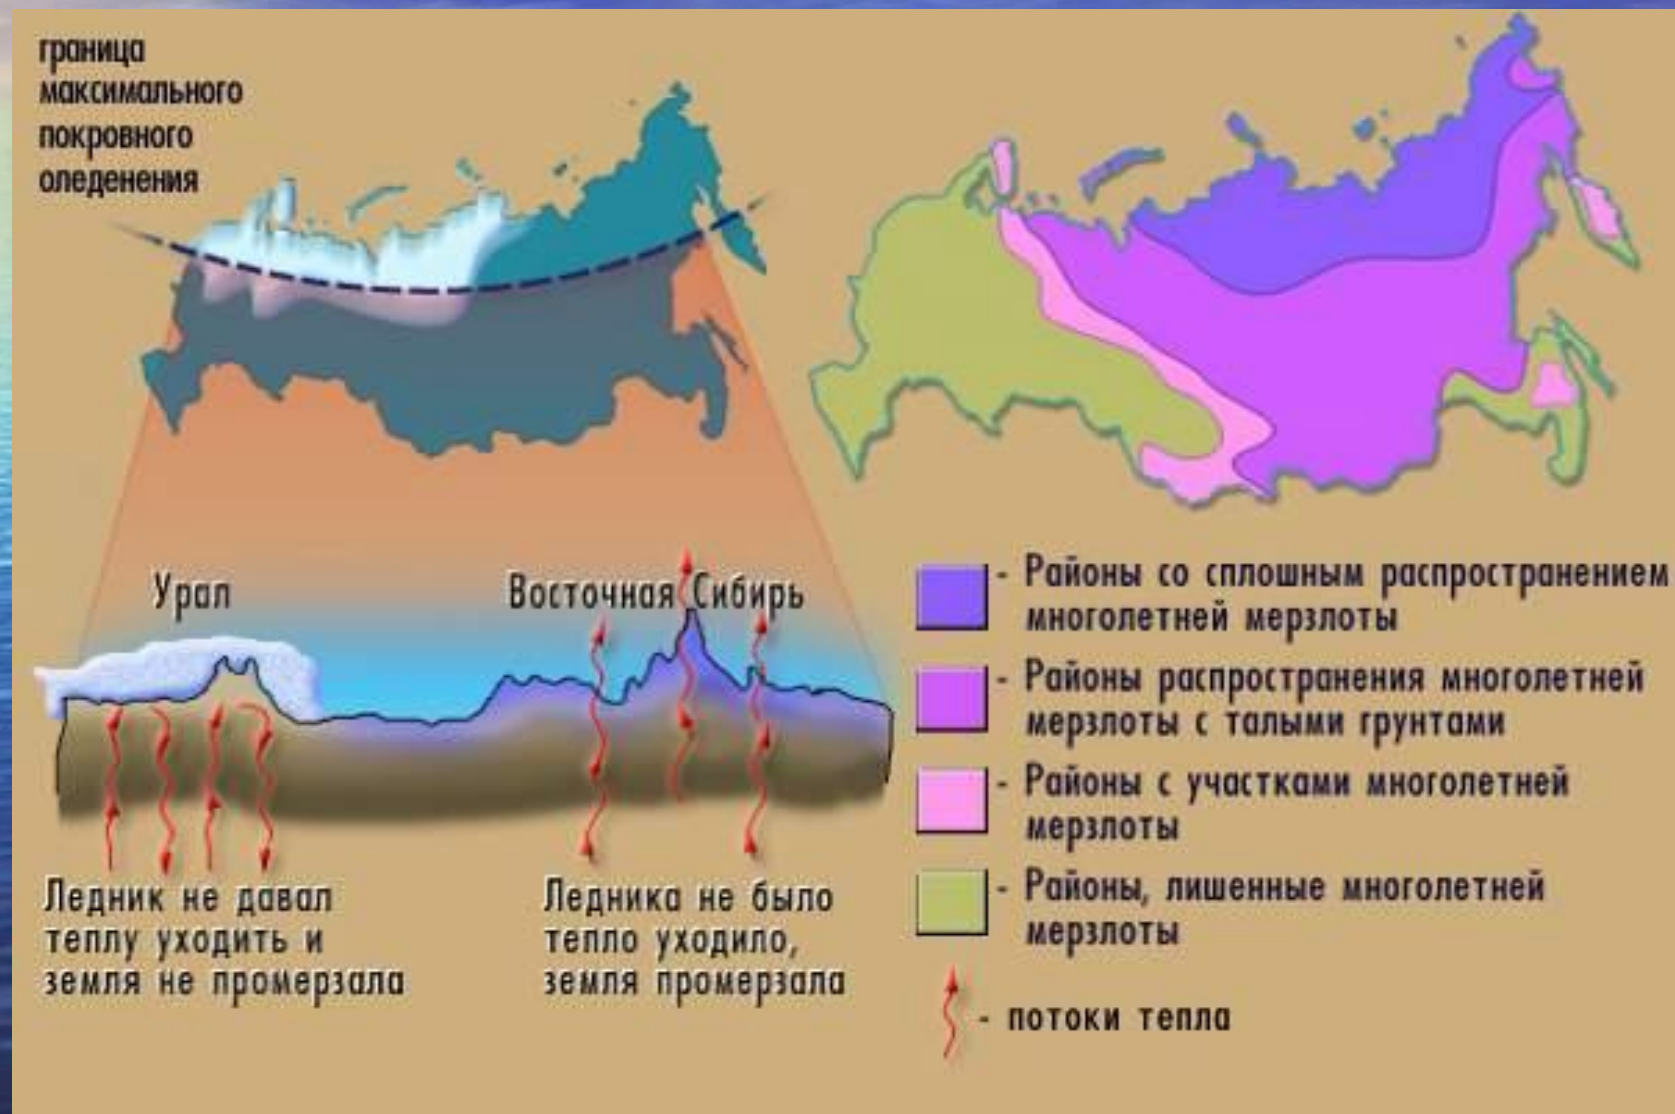 граница
максимального
покровного
оледенения
Урал
Восточная Сибирь
Ледник не давал
теплу уходить и
земля не промерзала
Ледника не было
тепло уходило,
земля промерзала
- Районы со сплошным распространением
многолетней мерзлоты
- Районы распространения многолетней
мерзлоты с талыми грунтами
- Районы с участками многолетней
мерзлоты
- Районы, лишенные многолетней
мерзлоты
- потоки тепла